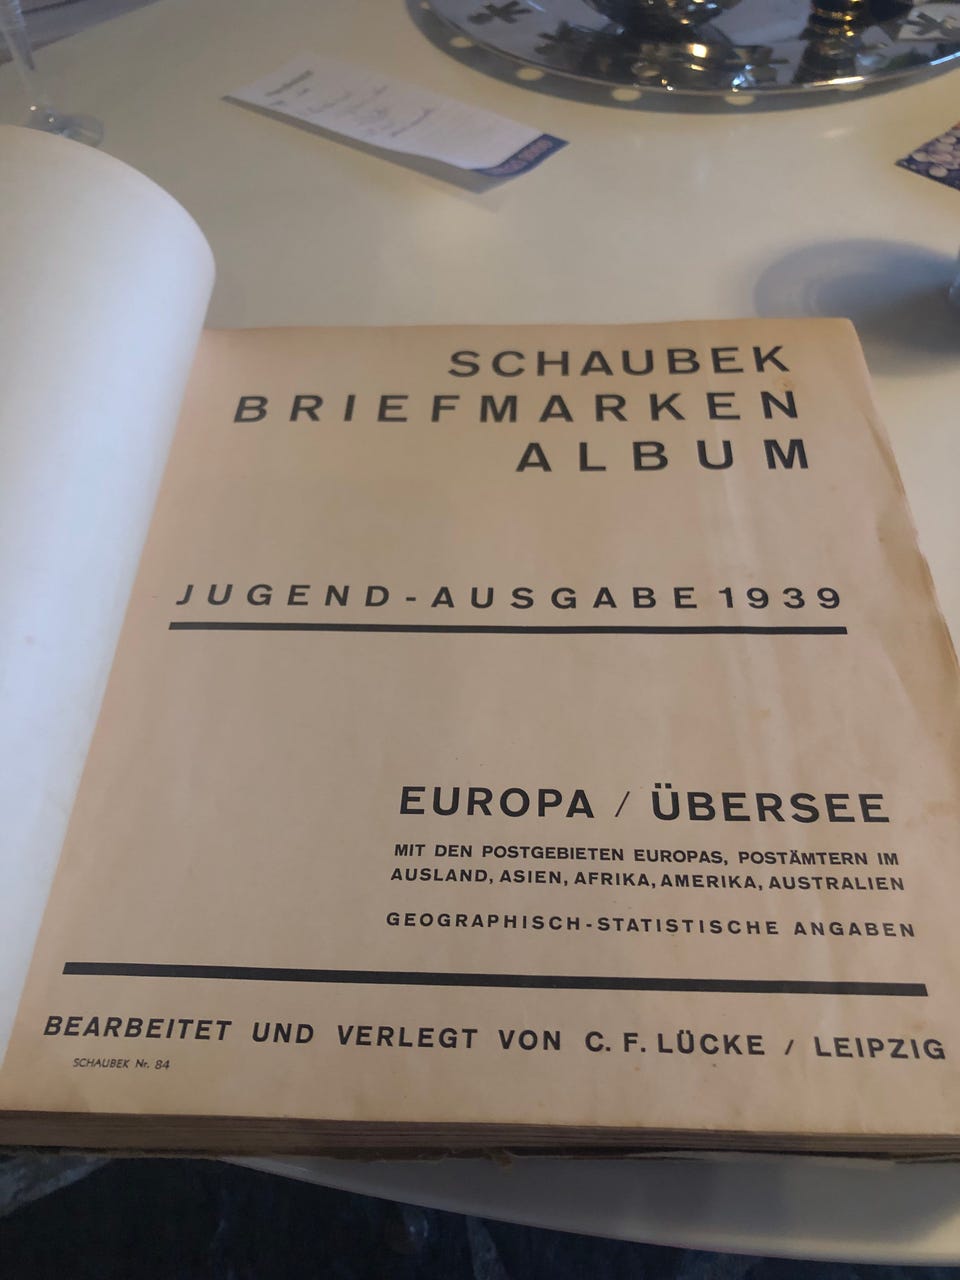 SCHAUBEK
BRIEFMARKEN
ALBUM
JUGEND-AUSGABE 1939
EUROPA / ÜBERSEE
MIT DEN POSTGEBIETEN EUROPAS, POSTÄMTERN IM
AUSLAND, ASIEN, AFRIKA, AMERIKA, AUSTRALIEN
GEOGRAPHISCH-STATISTISCHE ANGABEN
BEARBEITET UND VERLEGT VON C. F. LÜCKE / LEIPZIG
SCHAUBEK Nr. 84